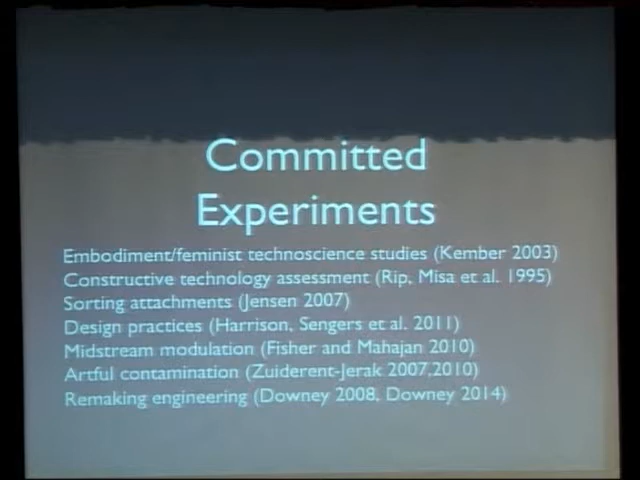 Committed
Experiments
Embodiment/feminist technoscience studies (Kember 2003)
Constructive technology assessment (Rip, Misa et al. 1995)
Sorting attachments (Jensen 2007)
Design practices (Harrison, Sengers et al. 2011)
Midstream modulation (Fisher and Mahajan 2010)
Artful contamination (Zuiderent-Jerak 2007,2010)
Remaking engineering (Downey 2008, Downey 2014)